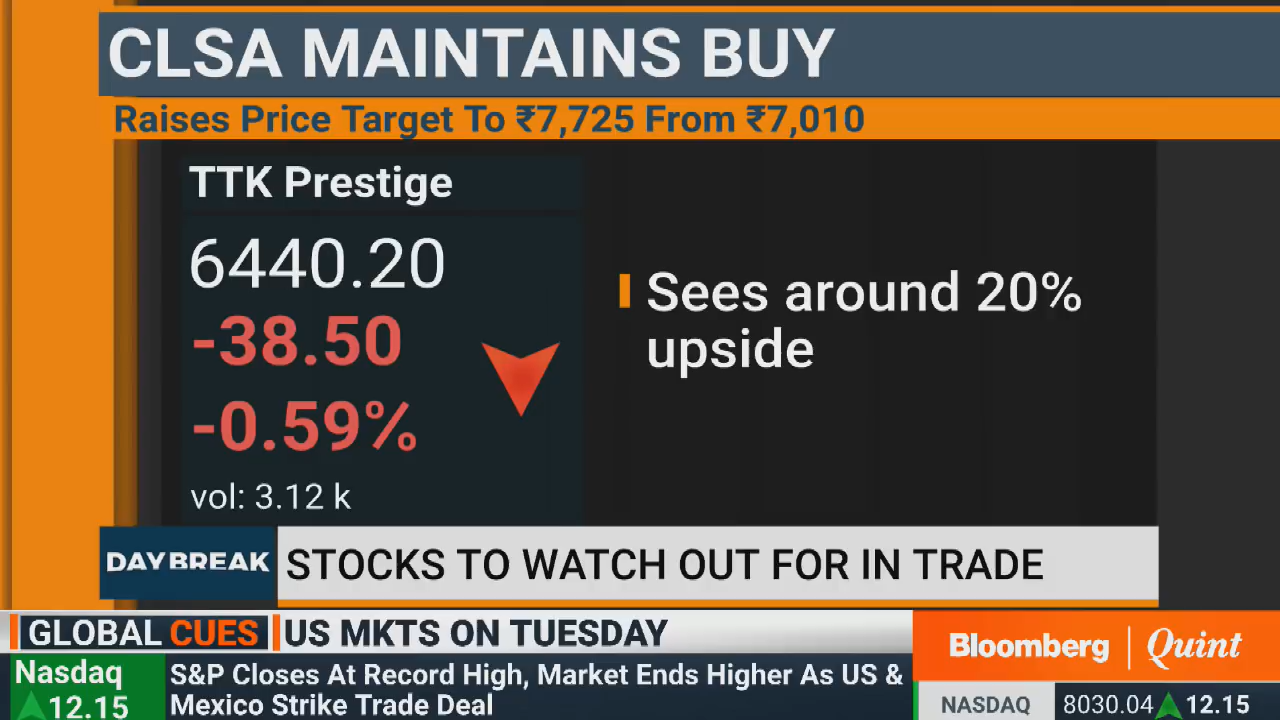 CLSA MAINTAINS BUY
Raises Price Target To ₹7,725 From ₹7,010
TTK Prestige
6440.20
-38.50
-0.59%
vol: 3.12 k
Sees around 20%
upside
DAYBREAK STOCKS TO WATCH OUT FOR IN TRADE
GLOBAL CUES US MKTS ON TUESDAY
Bloomberg | Quint
Nasdaq
12.15
S&P Closes At Record High, Market Ends Higher As US &
Mexico Strike Trade Deal
NASDAQ 8030.04 12.15